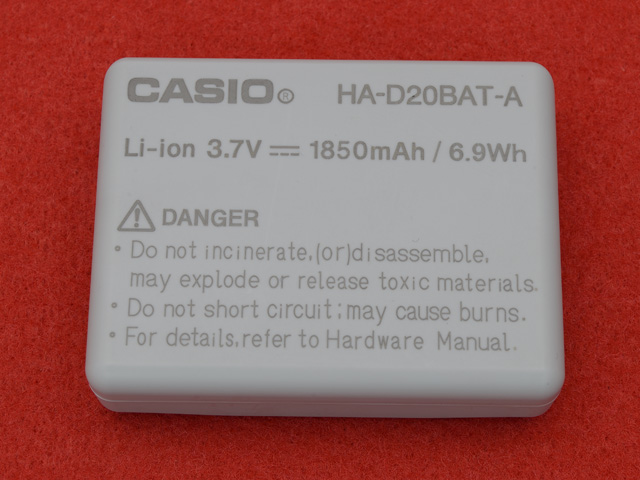 CASIO® HA-D20BAT-A
Li-ion 3.7V ⎓ 1850mAh / 6.9Wh
⚠ DANGER
• Do not incinerate,(or)disassemble,
may explode or release toxic materials.
• Do not short circuit;may cause burns.
• For details,refer to Hardware Manual.